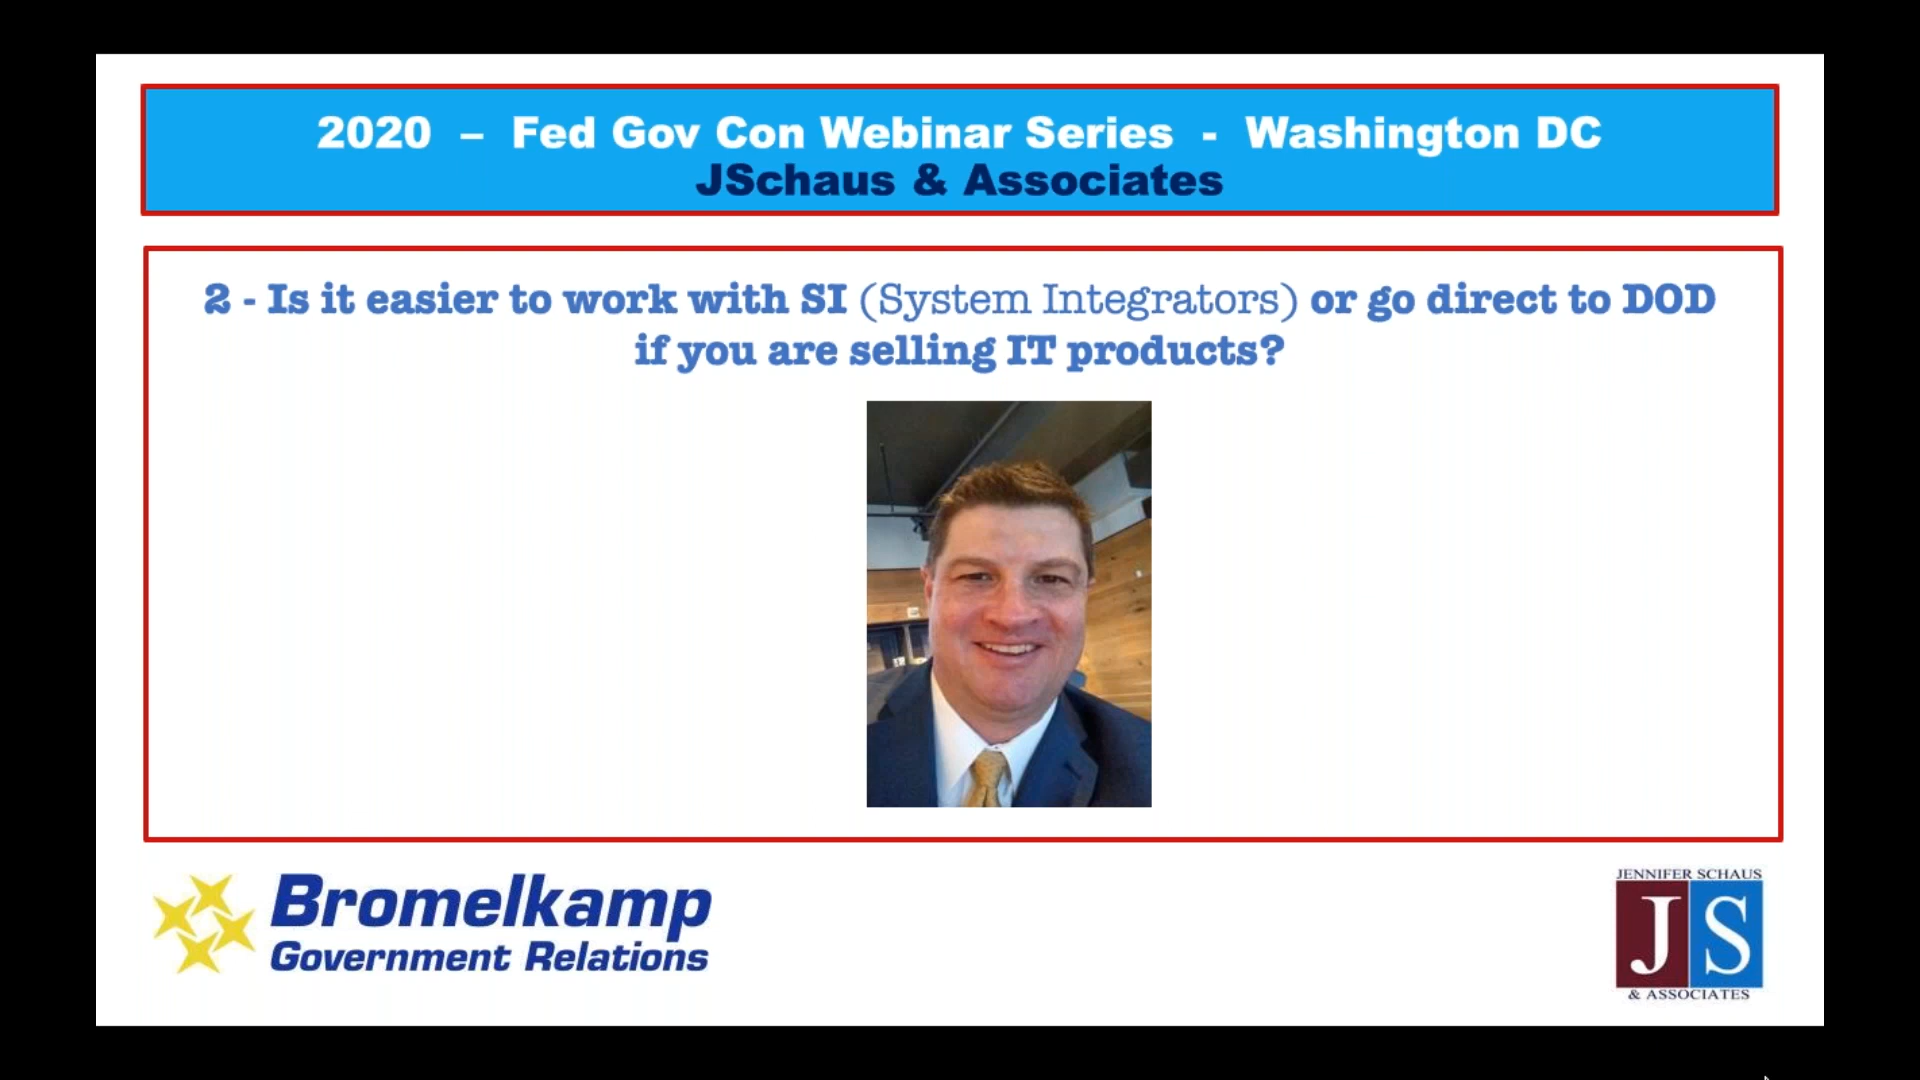 2020 – Fed Gov Con Webinar Series - Washington DC
JSchaus & Associates
2 - Is it easier to work with SI (System Integrators) or go direct to DOD
if you are selling IT products?
Bromelkamp
Government Relations
JENNIFER SCHAUS
JS
& ASSOCIATES